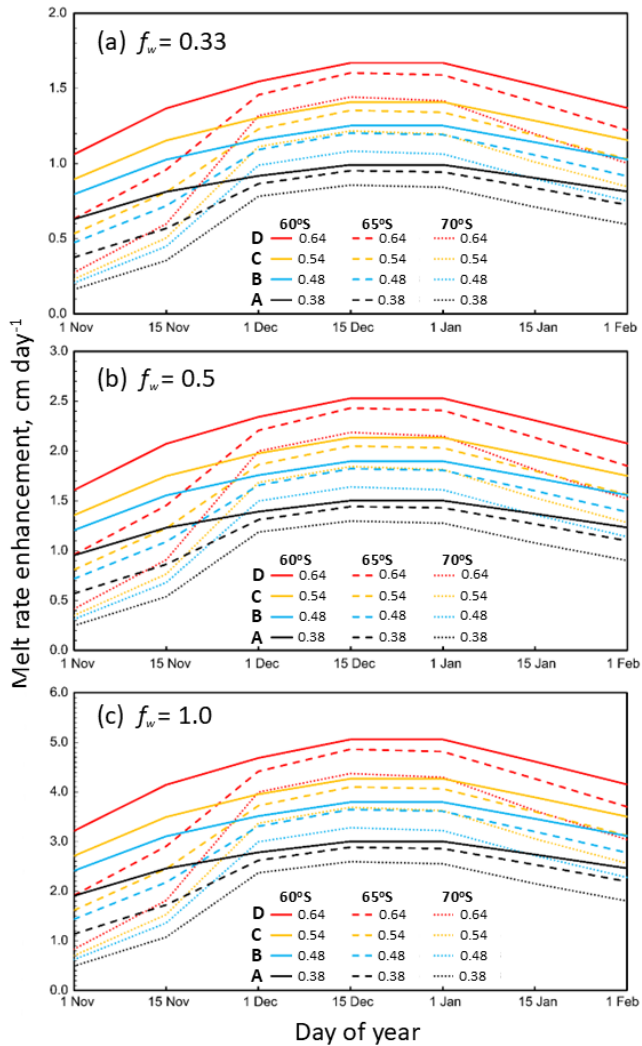 Melt rate enhancement, cm day⁻¹
(a) f_w = 0.33
2.0
1.5
1.0
0.5
0.0
60ºS 65ºS 70ºS
D 0.64 0.64 0.64
C 0.54 0.54 0.54
B 0.48 0.48 0.48
A 0.38 0.38 0.38
1 Nov 15 Nov 1 Dec 15 Dec 1 Jan 15 Jan 1 Feb
(b) f_w = 0.5
3.0
2.5
2.0
1.5
1.0
0.5
0.0
60ºS 65ºS 70ºS
D 0.64 0.64 0.64
C 0.54 0.54 0.54
B 0.48 0.48 0.48
A 0.38 0.38 0.38
1 Nov 15 Nov 1 Dec 15 Dec 1 Jan 15 Jan 1 Feb
(c) f_w = 1.0
6.0
5.0
4.0
3.0
2.0
1.0
0.0
60ºS 65ºS 70ºS
D 0.64 0.64 0.64
C 0.54 0.54 0.54
B 0.48 0.48 0.48
A 0.38 0.38 0.38
1 Nov 15 Nov 1 Dec 15 Dec 1 Jan 15 Jan 1 Feb
Day of year